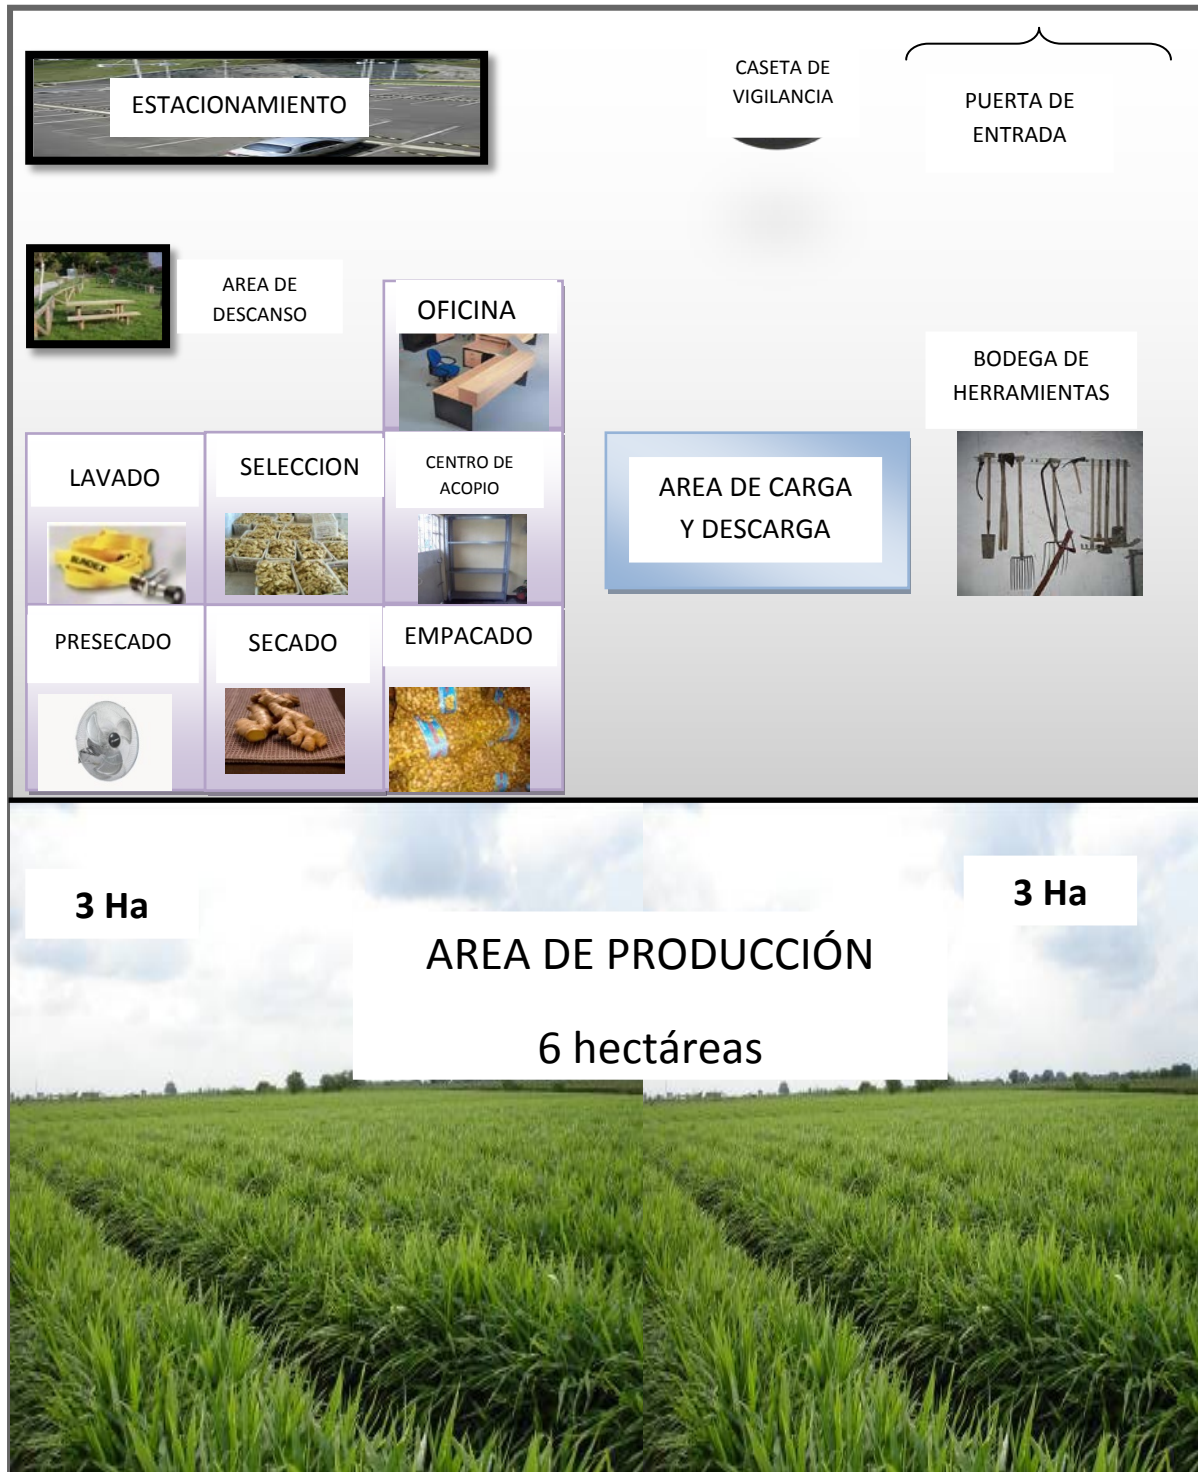 ESTACIONAMIENTO
CASETA DE
VIGILANCIA
PUERTA DE
ENTRADA
AREA DE
DESCANSO
OFICINA
BODEGA DE
HERRAMIENTAS
LAVADO
SELECCION
CENTRO DE
ACOPIO
AREA DE CARGA
Y DESCARGA
PRESECADO
SECADO
EMPACADO
3 Ha
3 Ha
AREA DE PRODUCCIÓN
6 hectáreas